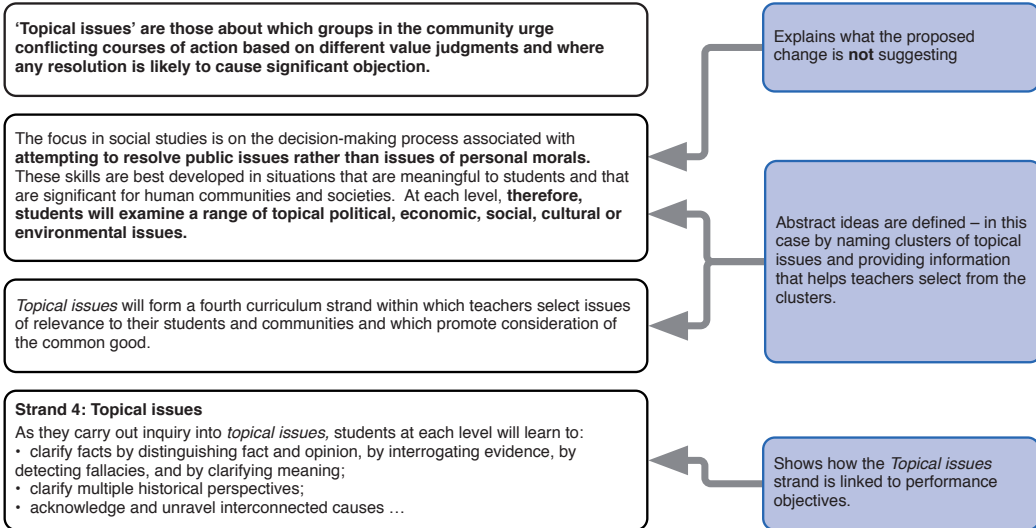 ‘Topical issues’ are those about which groups in the community urge
conflicting courses of action based on different value judgments and where
any resolution is likely to cause significant objection.
Explains what the proposed
change is not suggesting
The focus in social studies is on the decision-making process associated with
attempting to resolve public issues rather than issues of personal morals.
These skills are best developed in situations that are meaningful to students and that
are significant for human communities and societies. At each level, therefore,
students will examine a range of topical political, economic, social, cultural or
environmental issues.
Abstract ideas are defined – in this
case by naming clusters of topical
issues and providing information
that helps teachers select from the
clusters.
Topical issues will form a fourth curriculum strand within which teachers select issues
of relevance to their students and communities and which promote consideration of
the common good.
Strand 4: Topical issues
As they carry out inquiry into topical issues, students at each level will learn to:
• clarify facts by distinguishing fact and opinion, by interrogating evidence, by
detecting fallacies, and by clarifying meaning;
• clarify multiple historical perspectives;
• acknowledge and unravel interconnected causes …
Shows how the Topical issues
strand is linked to performance
objectives.